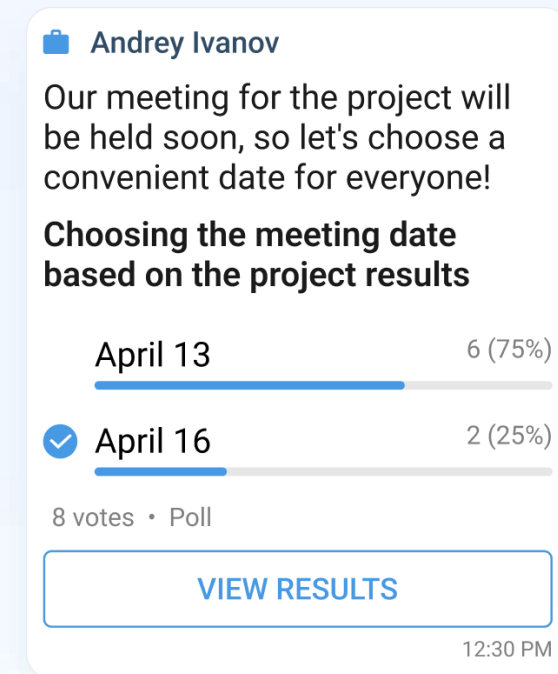 Andrey Ivanov
Our meeting for the project will
be held soon, so let's choose a
convenient date for everyone!
Choosing the meeting date
based on the project results
April 13 6 (75%)
April 16 2 (25%)
8 votes • Poll
VIEW RESULTS
12:30 PM